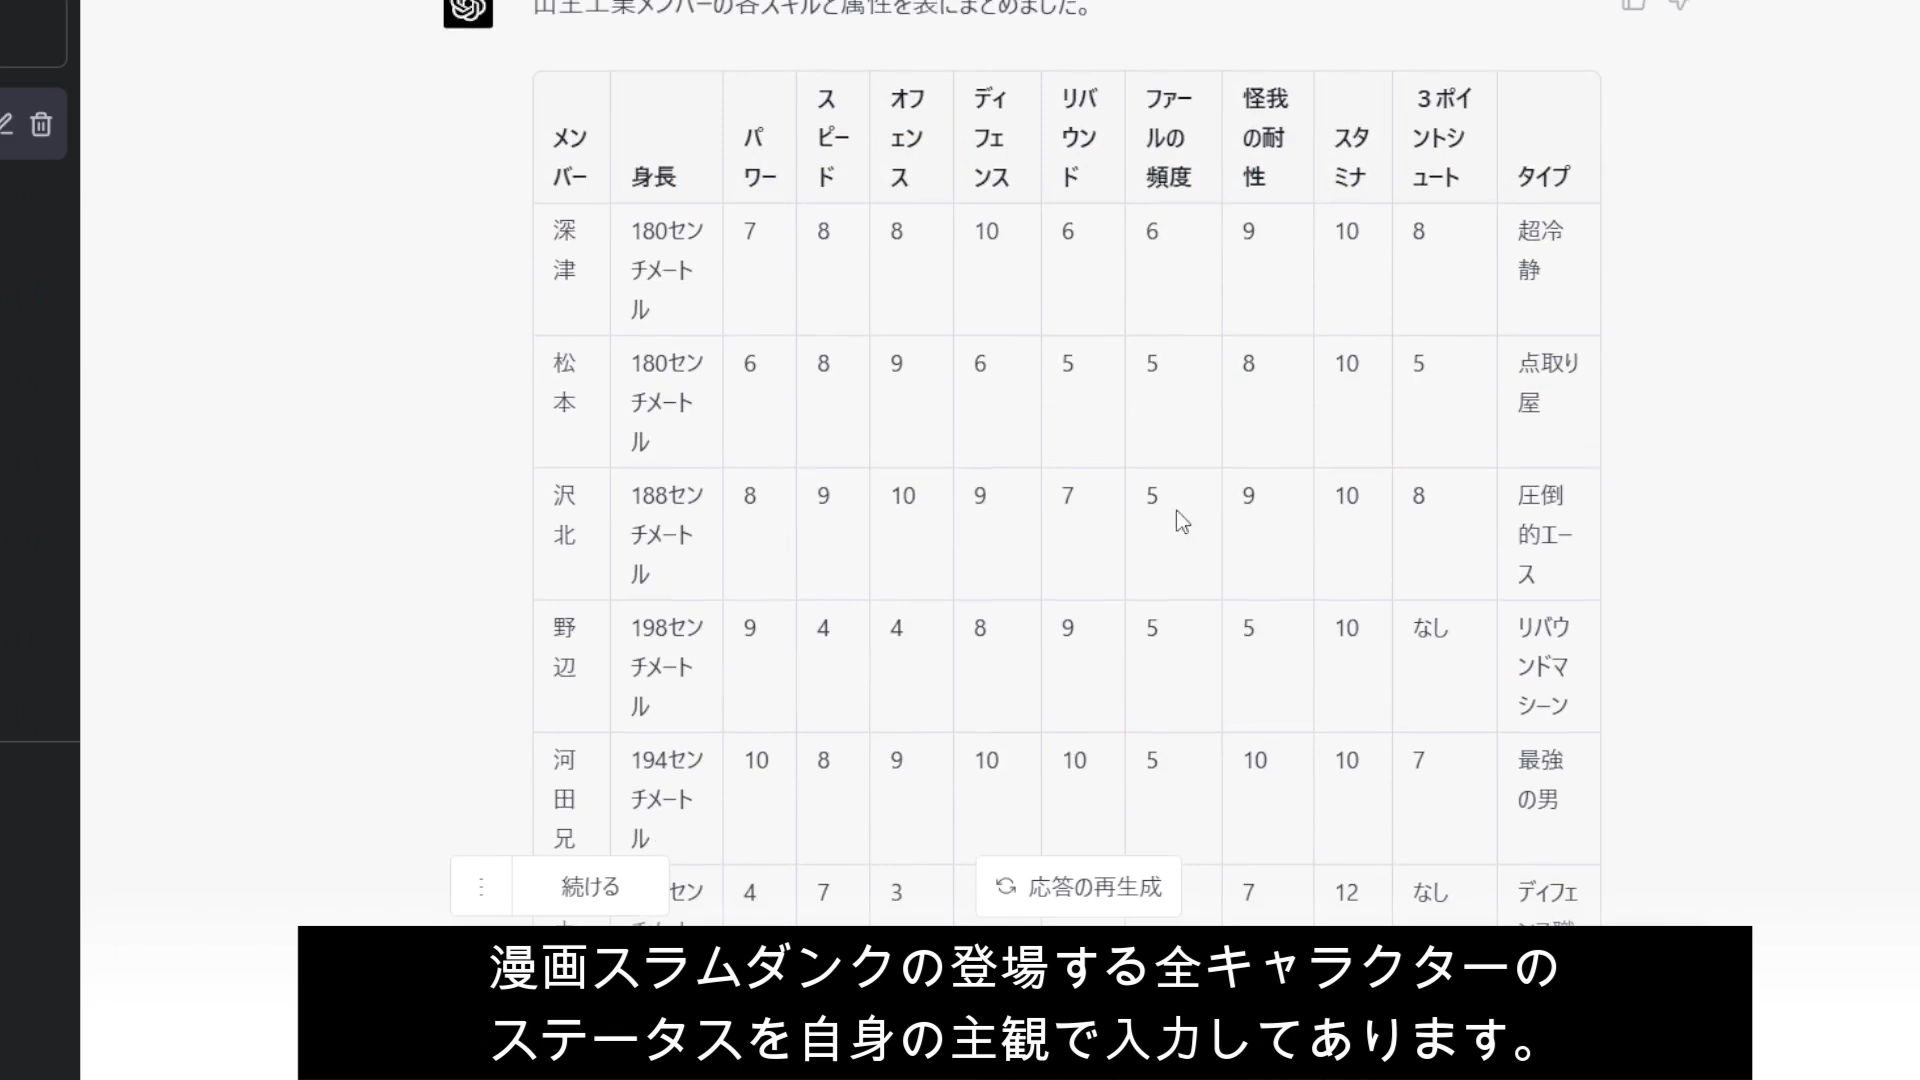 山王工業メンバーの各スキルと属性を表にまとめました。
メンバー 身長 パワー スピード オフェンス ディフェンス リバウンド ファールの頻度 怪我の耐性 スタミナ ３ポイントシュート タイプ
深津 180センチメートル 7 8 8 10 6 6 9 10 8 超冷静
松本 180センチメートル 6 8 9 6 5 5 8 10 5 点取り屋
沢北 188センチメートル 8 9 10 9 7 5 9 10 8 圧倒的エース
野辺 198センチメートル 9 4 4 8 9 5 5 10 なし リバウンドマシーン
河田兄 194センチメートル 10 8 9 10 10 5 10 10 7 最強の男
セン 4 7 3 7 12 なし ディフェ
続ける
応答の再生成
漫画スラムダンクの登場する全キャラクターの
ステータスを自身の主観で入力してあります。